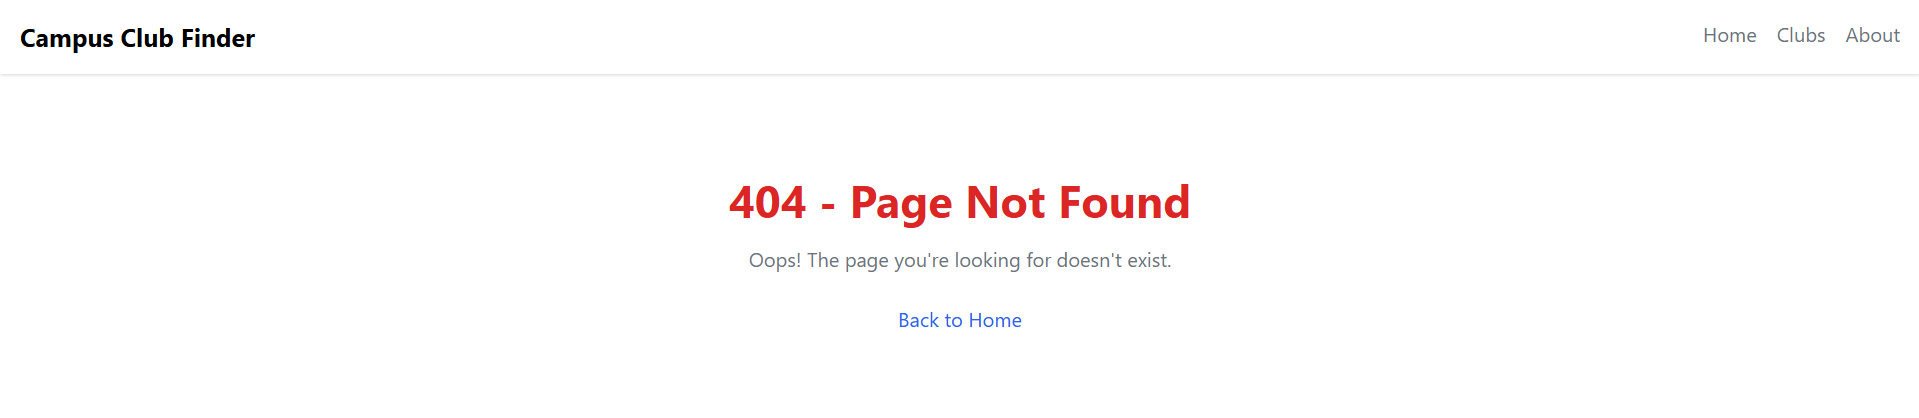 Campus Club Finder
Home Clubs About
404 - Page Not Found
Oops! The page you're looking for doesn't exist.
Back to Home